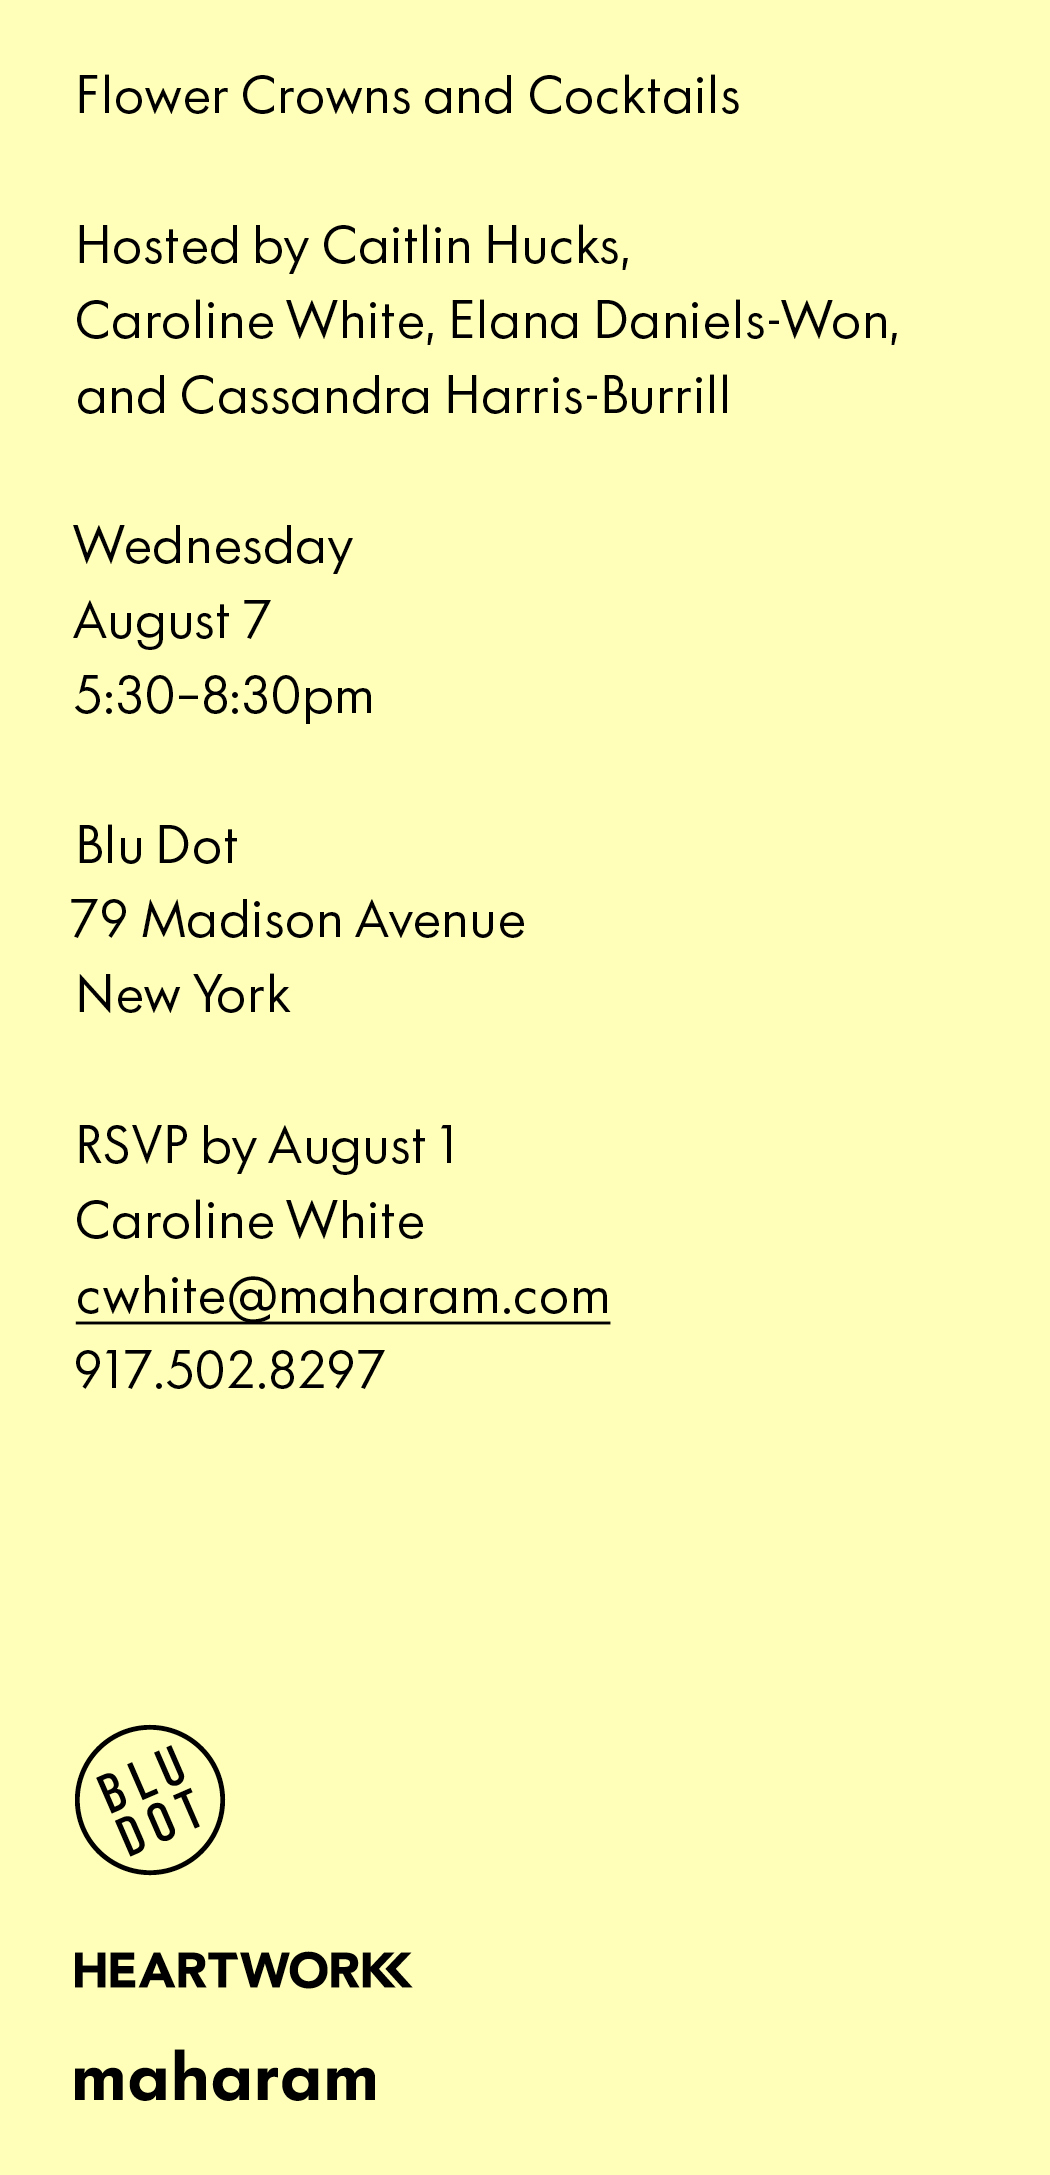 Flower Crowns and Cocktails
Hosted by Caitlin Hucks,
Caroline White, Elana Daniels-Won,
and Cassandra Harris-Burrill
Wednesday
August 7
5:30–8:30pm
Blu Dot
79 Madison Avenue
New York
RSVP by August 1
Caroline White
cwhite@maharam.com
917.502.8297
BLU
DOT
HEARTWORK
maharam